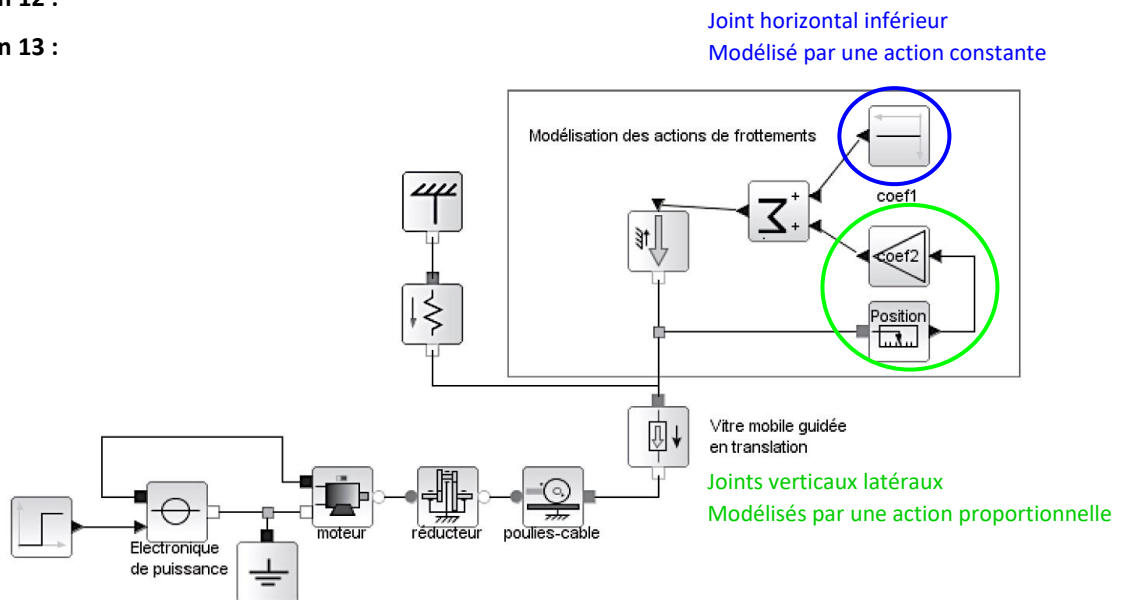 n 12 :
n 13 :
Joint horizontal inférieur
Modélisé par une action constante
Modélisation des actions de frottements
coef1
coef2
Position
Vitre mobile guidée
en translation
Joints verticaux latéraux
Modélisés par une action proportionnelle
Electronique
de puissance
moteur
réducteur
poulies-cable